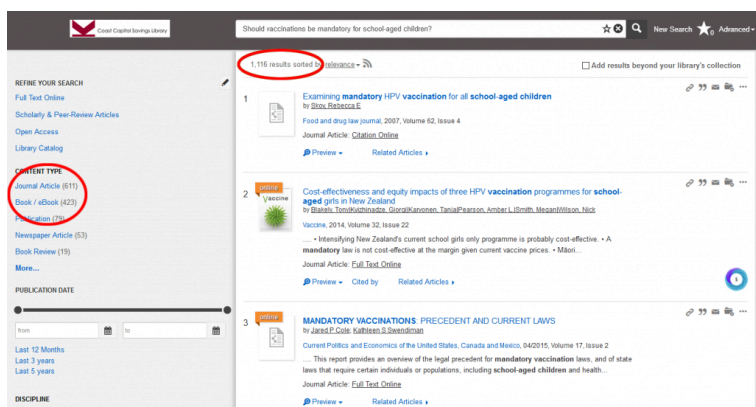 Coast Capital Savings Library
Should vaccinations be mandatory for school-aged children?
New Search
0
Advanced
1,116 results sorted by relevance
Add results beyond your library's collection
REFINE YOUR SEARCH
Full Text Online
Scholarly & Peer-Review Articles
Open Access
Library Catalog
CONTENT TYPE
Journal Article (611)
Book / eBook (423)
Publication (79)
Newspaper Article (53)
Book Review (19)
More...
PUBLICATION DATE
from
to
Last 12 Months
Last 3 years
Last 5 years
DISCIPLINE
1
Examining mandatory HPV vaccination for all school-aged children
by Skov, Rebecca E
Food and drug law journal, 2007, Volume 62, Issue 4
Journal Article: Citation Online
Preview
Related Articles
2
online
Vaccine
Cost-effectiveness and equity impacts of three HPV vaccination programmes for school-
aged girls in New Zealand
by Blakely, Tony|Kvizhinadze, Giorgi|Karvonen, Tania|Pearson, Amber L.|Smith, Megan|Wilson, Nick
Vaccine, 2014, Volume 32, Issue 22
.... • Intensifying New Zealand's current school girls only programme is probably cost-effective. • A
mandatory law is not cost-effective at the margin given current vaccine prices. • Māori...
Journal Article: Full Text Online
Preview
Cited by
Related Articles
3
online
MANDATORY VACCINATIONS: PRECEDENT AND CURRENT LAWS
by Jared P Cole, Kathleen S Swendiman
Current Politics and Economics of the United States, Canada and Mexico, 04/2015, Volume 17, Issue 2
.... This report provides an overview of the legal precedent for mandatory vaccination laws, and of state
laws that require certain individuals or populations, including school-aged children and health...
Journal Article: Full Text Online
Preview
Related Articles